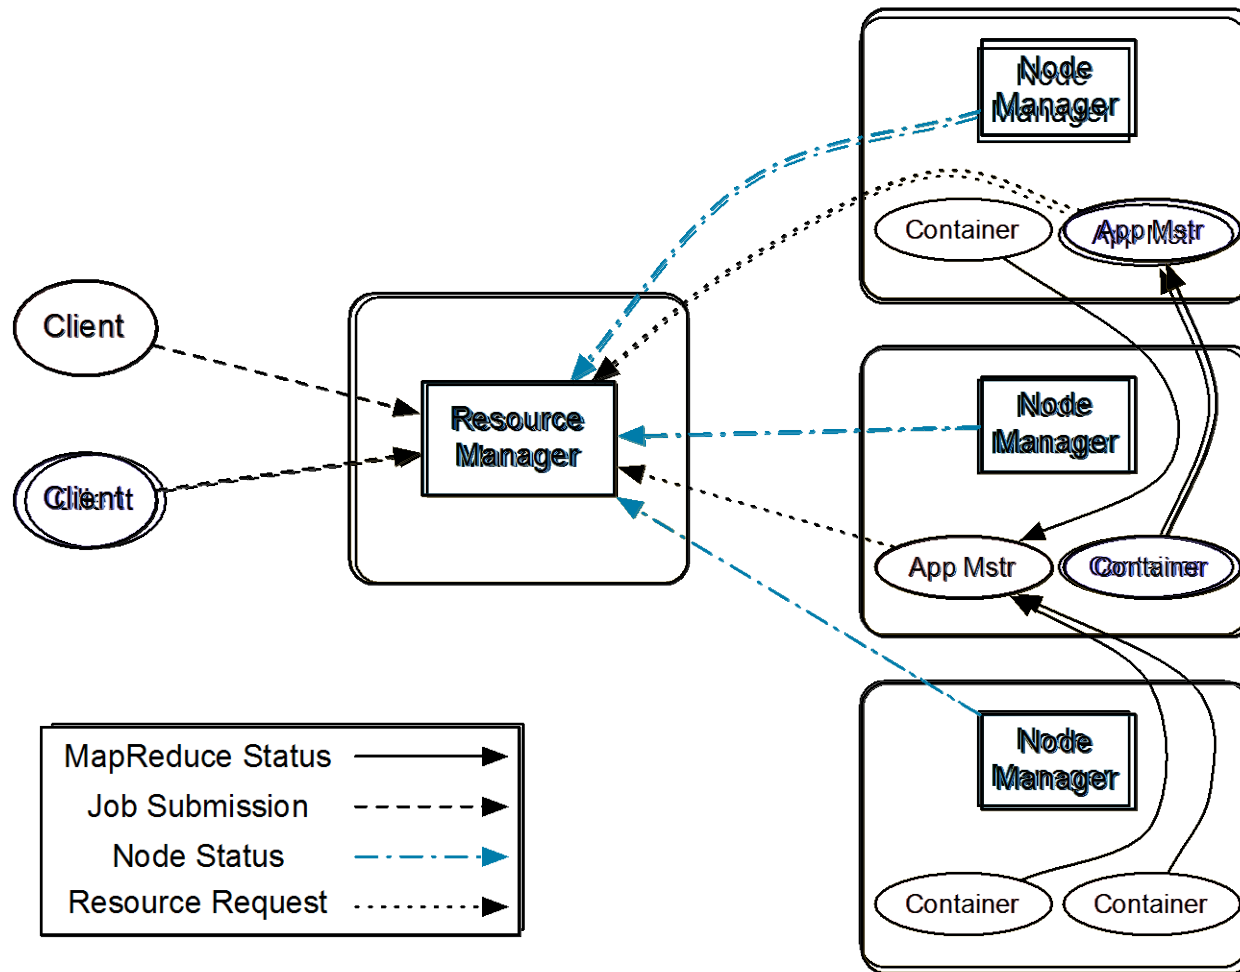 Node
Manager
Container
App Mstr
Client
Resource
Manager
Node
Manager
Client
App Mstr
Container
Node
Manager
MapReduce Status
Job Submission
Node Status
Resource Request
Container
Container